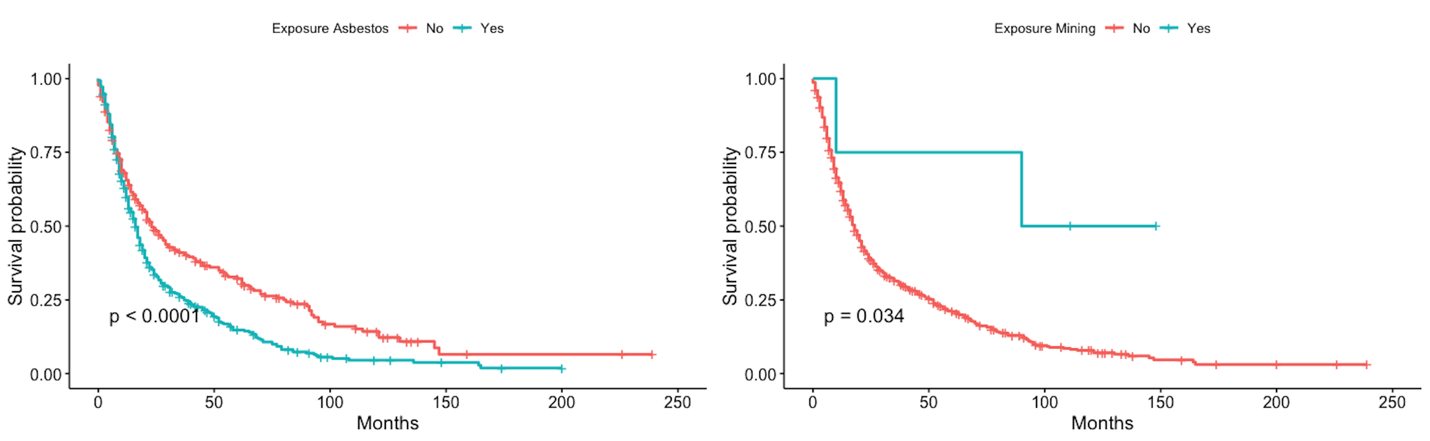 Exposure Asbestos No Yes
Survival probability
1.00
0.75
0.50
0.25
0.00
p < 0.0001
0 50 100 150 200 250
Months
Exposure Mining No Yes
Survival probability
1.00
0.75
0.50
0.25
0.00
p = 0.034
0 50 100 150 200 250
Months